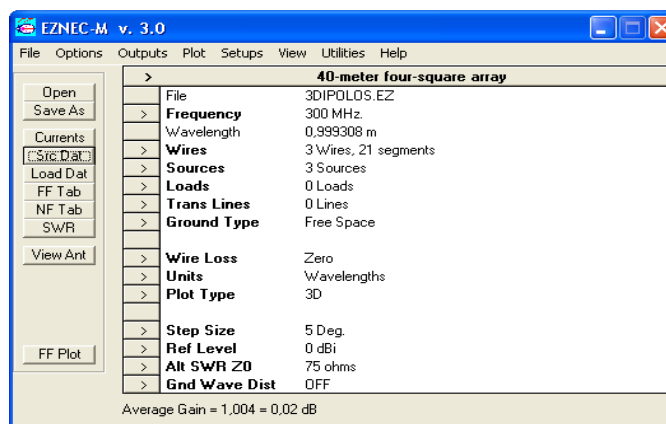 EZNEC-M v. 3.0
File Options Outputs Plot Setups View Utilities Help
Open
Save As
Currents
Src Dat
Load Dat
FF Tab
NF Tab
SWR
View Ant
FF Plot
> 40-meter four-square array
File 3DIPOLOS.EZ
> Frequency 300 MHz.
Wavelength 0,999308 m
> Wires 3 Wires, 21 segments
> Sources 3 Sources
> Loads 0 Loads
> Trans Lines 0 Lines
> Ground Type Free Space
> Wire Loss Zero
> Units Wavelengths
> Plot Type 3D
> Step Size 5 Deg.
> Ref Level 0 dBi
> Alt SWR Z0 75 ohms
> Gnd Wave Dist OFF
Average Gain = 1,004 = 0,02 dB